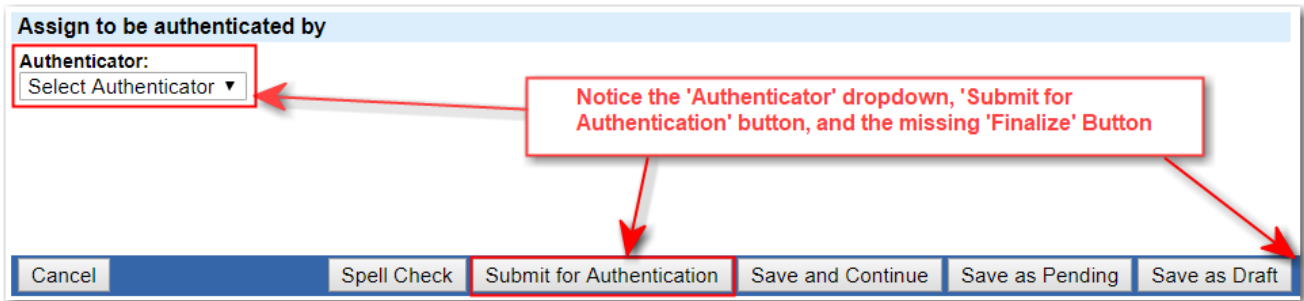 Assign to be authenticated by
Authenticator:
Select Authenticator
Notice the 'Authenticator' dropdown, 'Submit for
Authentication' button, and the missing 'Finalize' Button
Cancel Spell Check Submit for Authentication Save and Continue Save as Pending Save as Draft